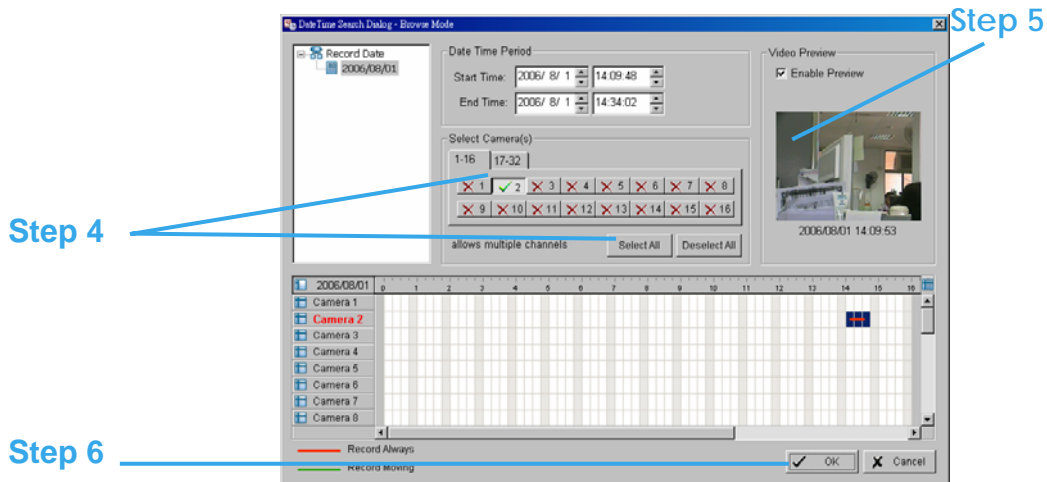 DateTime Search Dialog - Browse Mode
Step 5
Record Date
2006/08/01
Date Time Period
Start Time: 2006/ 8/ 1 14:09:48
End Time: 2006/ 8/ 1 14:34:02
Select Camera(s)
1-16 17-32
1 2 3 4 5 6 7 8
9 10 11 12 13 14 15 16
allows multiple channels Select All Deselect All
Video Preview
Enable Preview
2006/08/01 14:09:53
Step 4
2006/08/01 0 1 2 3 4 5 6 7 8 9 10 11 12 13 14 15 16
Camera 1
Camera 2
Camera 3
Camera 4
Camera 5
Camera 6
Camera 7
Camera 8
Step 6
Record Always
Record Moving
OK Cancel